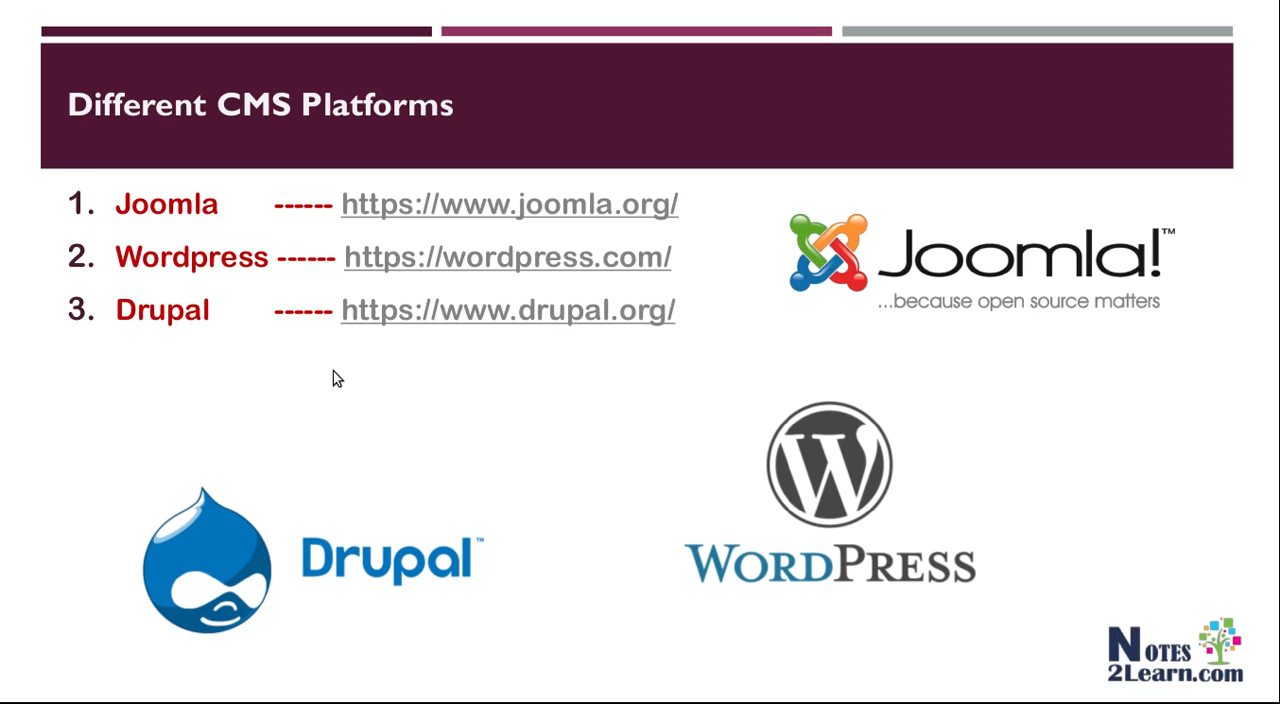 Different CMS Platforms
1. Joomla ------ https://www.joomla.org/
2. Wordpress ------ https://wordpress.com/
3. Drupal ------ https://www.drupal.org/
Joomla!™
...because open source matters
WORDPRESS
Drupal™
NOTES
2Learn.com